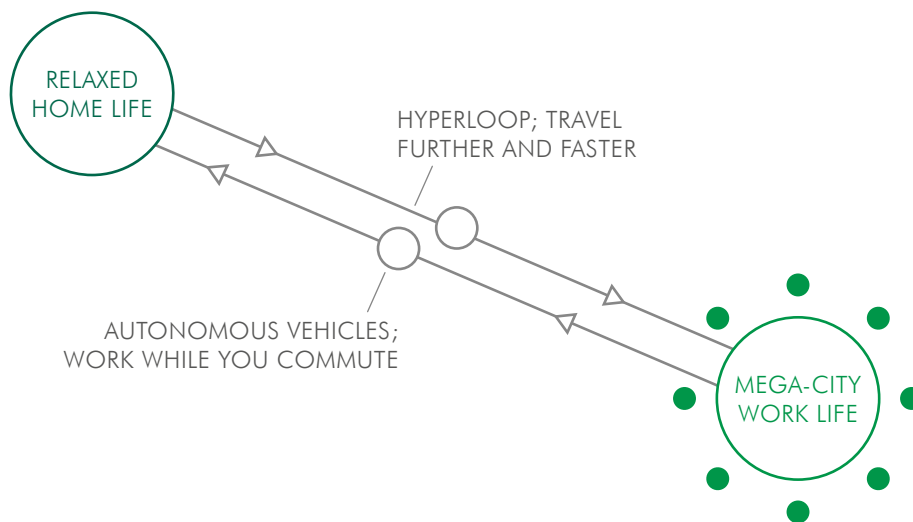 RELAXED
HOME LIFE
HYPERLOOP; TRAVEL
FURTHER AND FASTER
AUTONOMOUS VEHICLES;
WORK WHILE YOU COMMUTE
MEGA-CITY
WORK LIFE